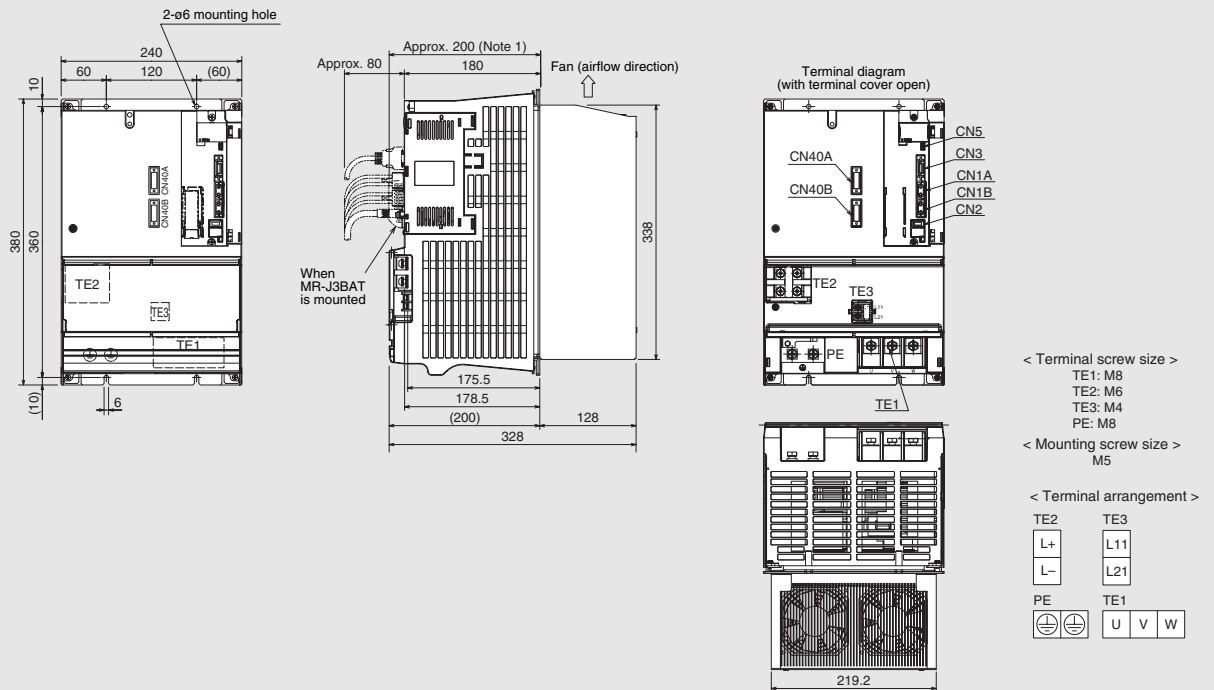 2-ø6 mounting hole
240
60
120
(60)
10
380
360
(10)
6
CN40A
CN40B
TE2
TE3
TE1
Approx. 200 (Note 1)
Approx. 80
180
Fan (airflow direction)
338
When
MR-J3BAT
is mounted
175.5
178.5
(200)
128
328
Terminal diagram
(with terminal cover open)
CN40A
CN40B
CN5
CN3
CN1A
CN1B
CN2
TE2
TE3
L11
L21
PE
U
V
W
TE1
219.2
< Terminal screw size >
TE1: M8
TE2: M6
TE3: M4
PE: M8
< Mounting screw size >
M5
< Terminal arrangement >
TE2
TE3
L+
L11
L–
L21
PE
TE1
U V W